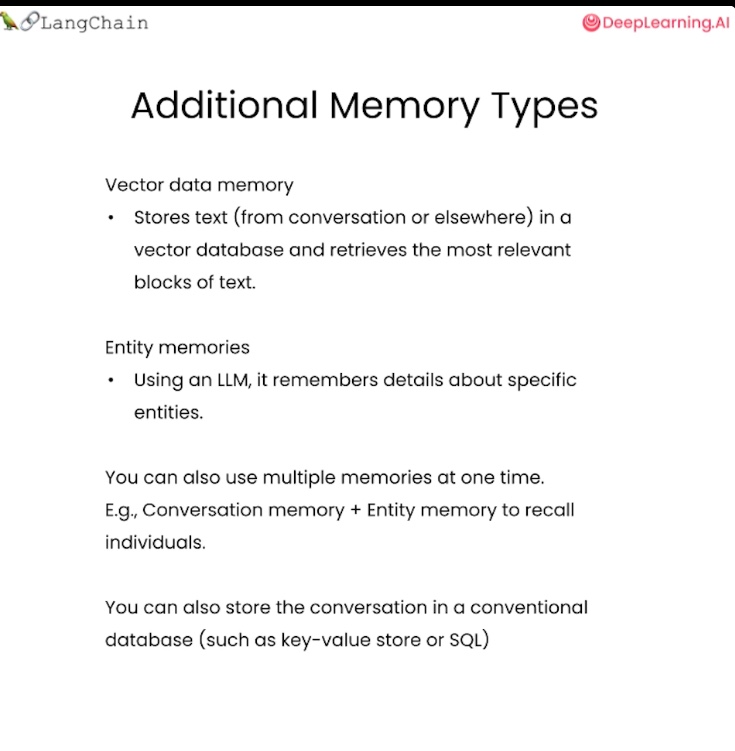 LangChain
DeepLearning.AI
Additional Memory Types
Vector data memory
• Stores text (from conversation or elsewhere) in a
vector database and retrieves the most relevant
blocks of text.
Entity memories
• Using an LLM, it remembers details about specific
entities.
You can also use multiple memories at one time.
E.g., Conversation memory + Entity memory to recall
individuals.
You can also store the conversation in a conventional
database (such as key-value store or SQL)